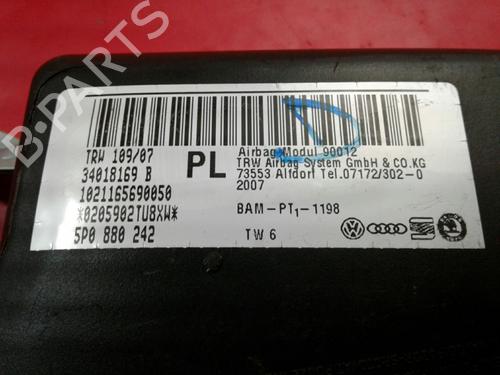 B-PARTS
TRW 109/07
34018169 B
1021165690050
*0205902TU8XW*
5P0 880 242
PL
Airbag Modul 90012
TRW Airbag System GmbH & CO.KG
73553 Alfdorf Tel.07172/302-0
2007
BAM-PT1-1198
TW 6